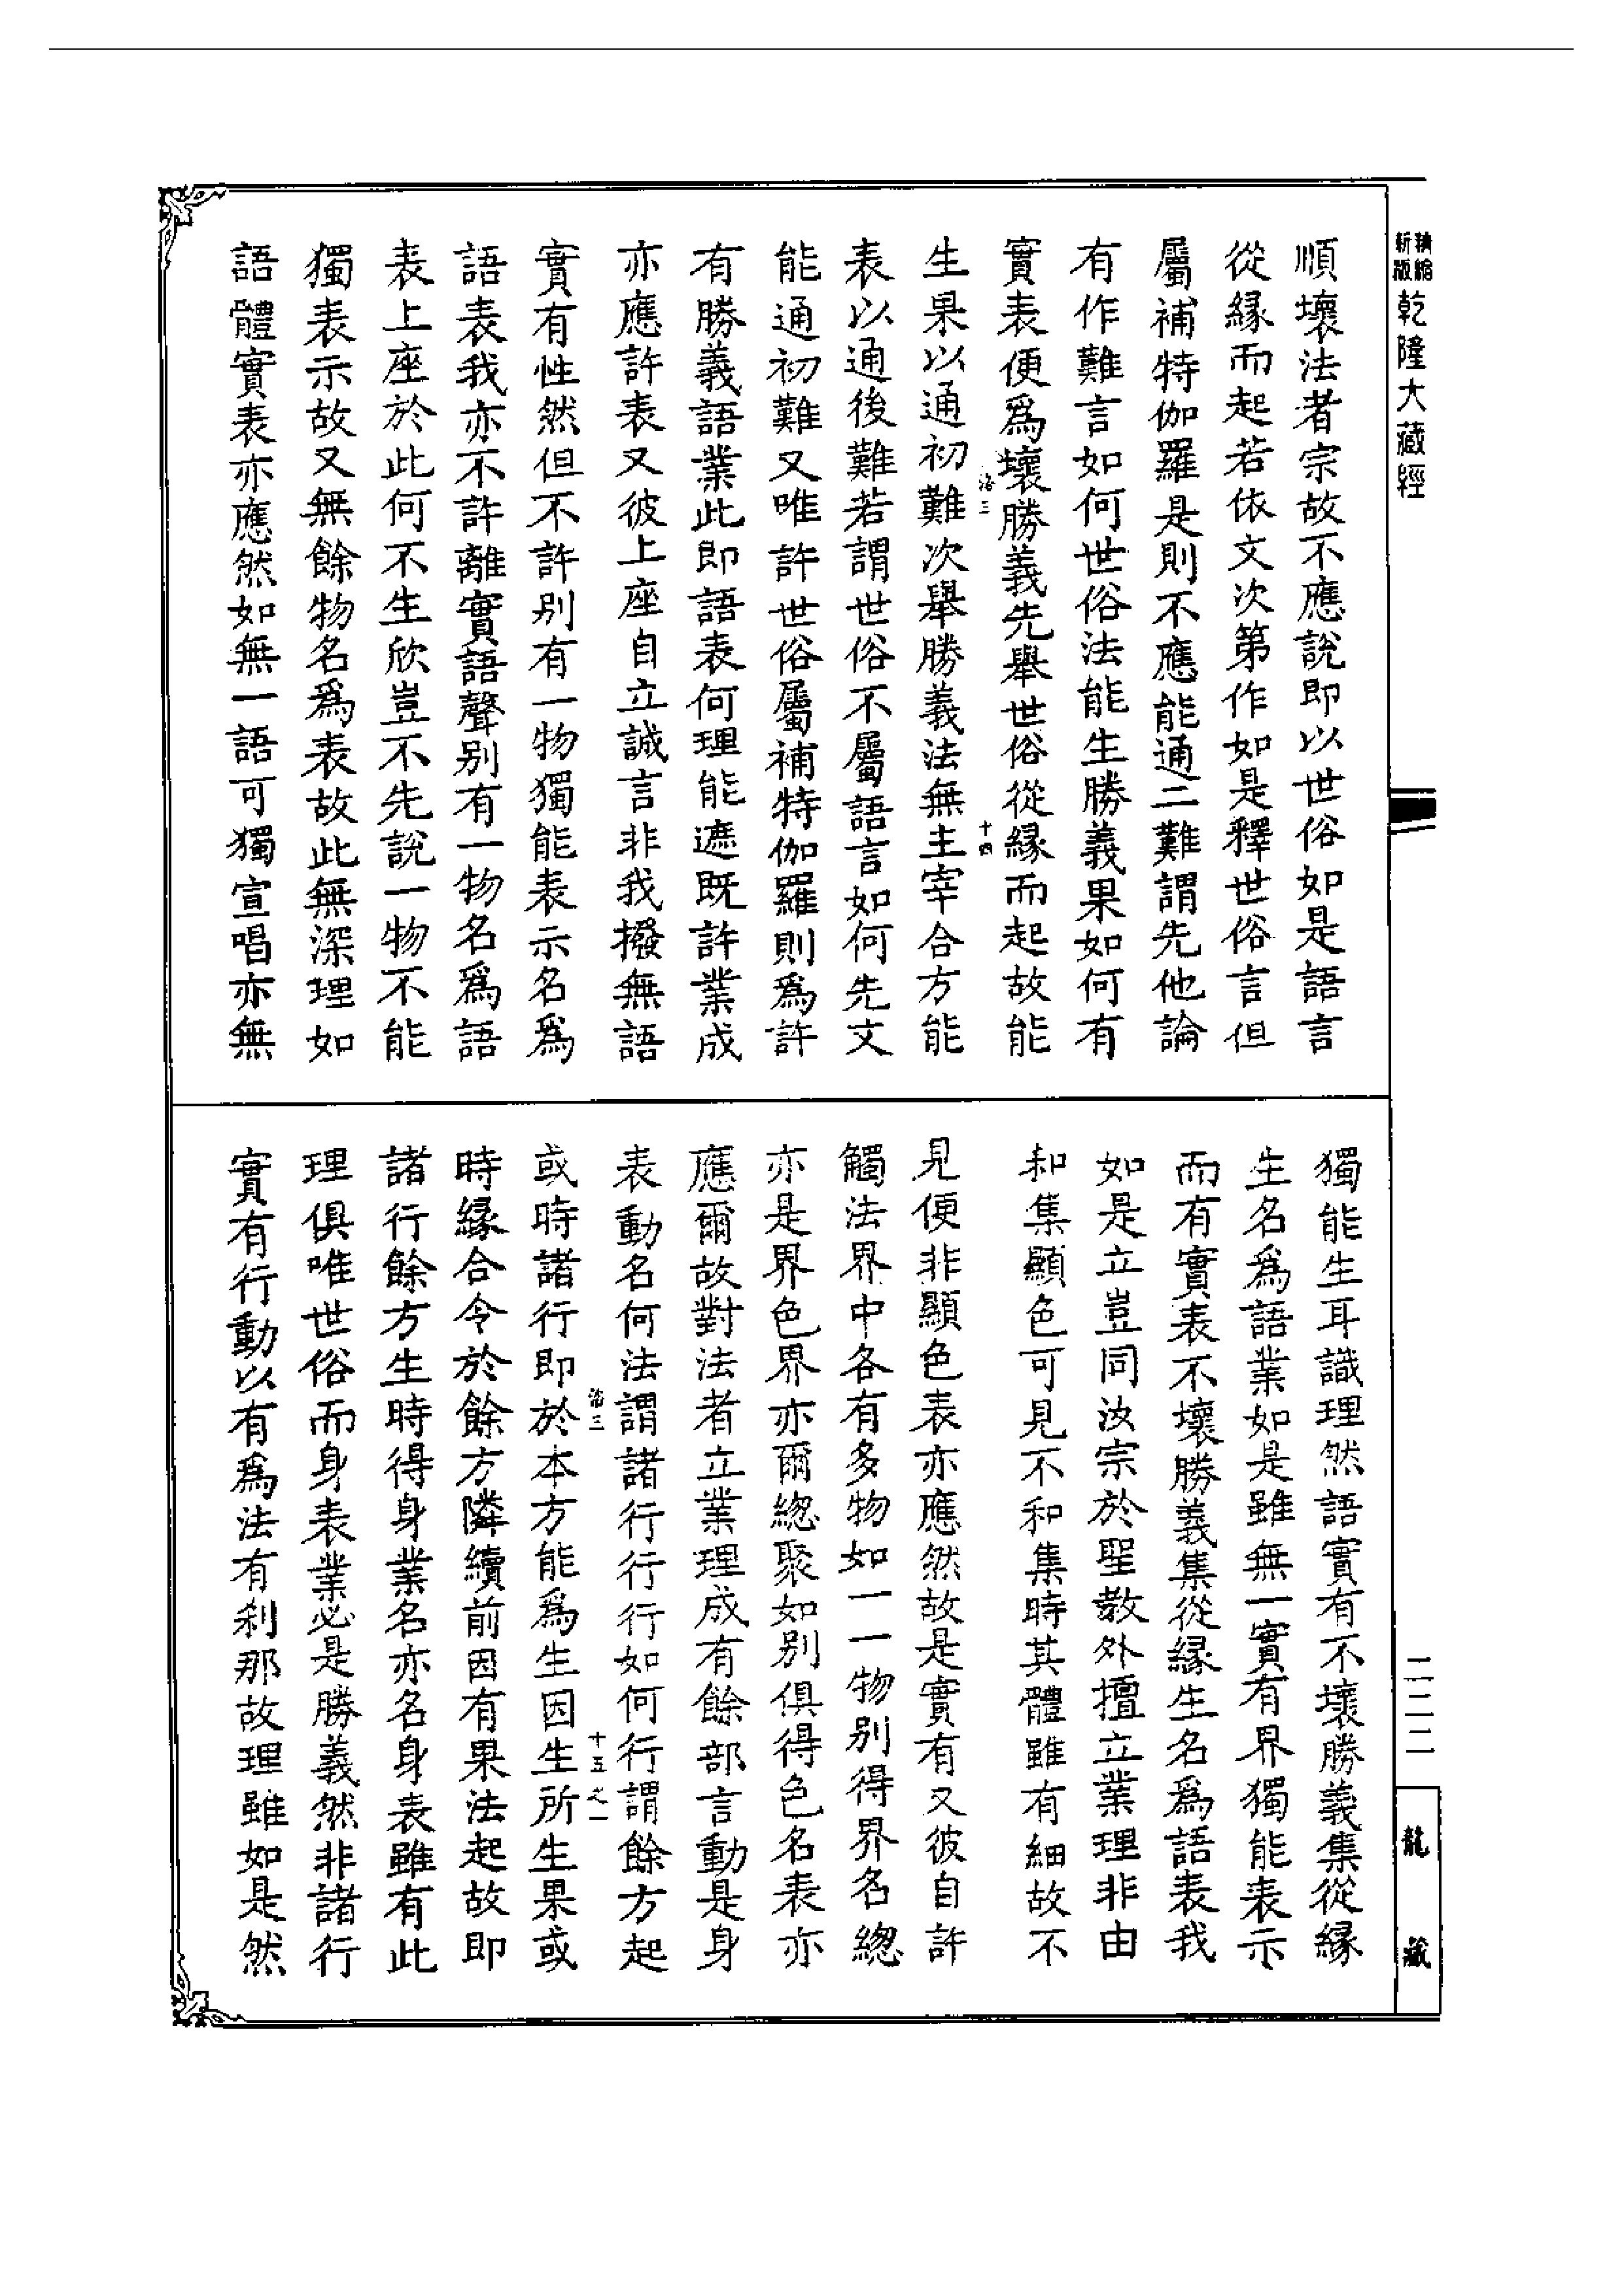 精縮
新版
乾隆大藏經
順壞法者宗故不應說即以世俗如是語言
從緣而起若依文次第作如是釋世俗言但
屬補特伽羅是則不應能通二難謂先他論
有作難言如何世俗法能生勝義果如何有
實表便爲壞勝義先舉世俗從緣而起故能
洛三
十四
生果以通初難次舉勝義法無主宰合方能
表以通後難若謂世俗不屬語言如何先文
能通初難又唯許世俗屬補特伽羅則爲許
有勝義語業此即語表何理能遮既許業成
亦應許表又彼上座自立誠言非我撥無語
實有性然但不許別有一物獨能表示名爲
語表我亦不許離實語聲別有一物名爲語
表上座於此何不生欣豈不先說一物不能
獨表示故又無餘物名爲表故此無深理如
語體實表亦應然如無一語可獨宣唱亦無
獨能生耳識理然語實有不壞勝義集從緣
生名爲語業如是雖無一實有界獨能表示
而有實表不壞勝義集從緣生名爲語表我
如是立豈同汝宗於聖教外擅立業理非由
和集顯色可見不和集時其體雖有細故不
見便非顯色表亦應然故是實有又彼自許
觸法界中各有多物如一一物別得界名總
亦是界色界亦爾總聚如別俱得色名表亦
應爾故對法者立業理成有餘部言動是身
表動名何法謂諸行行行如何行謂餘方起
洛三
十五之一
或時諸行即於本方能爲生因生所生果或
時緣合令於餘方隣續前因有果法起故即
諸行餘方生時得身業名亦名身表雖有此
理俱唯世俗而身表業必是勝義然非諸行
實有行動以有爲法有剎那故理雖如是然
二二二
龍藏